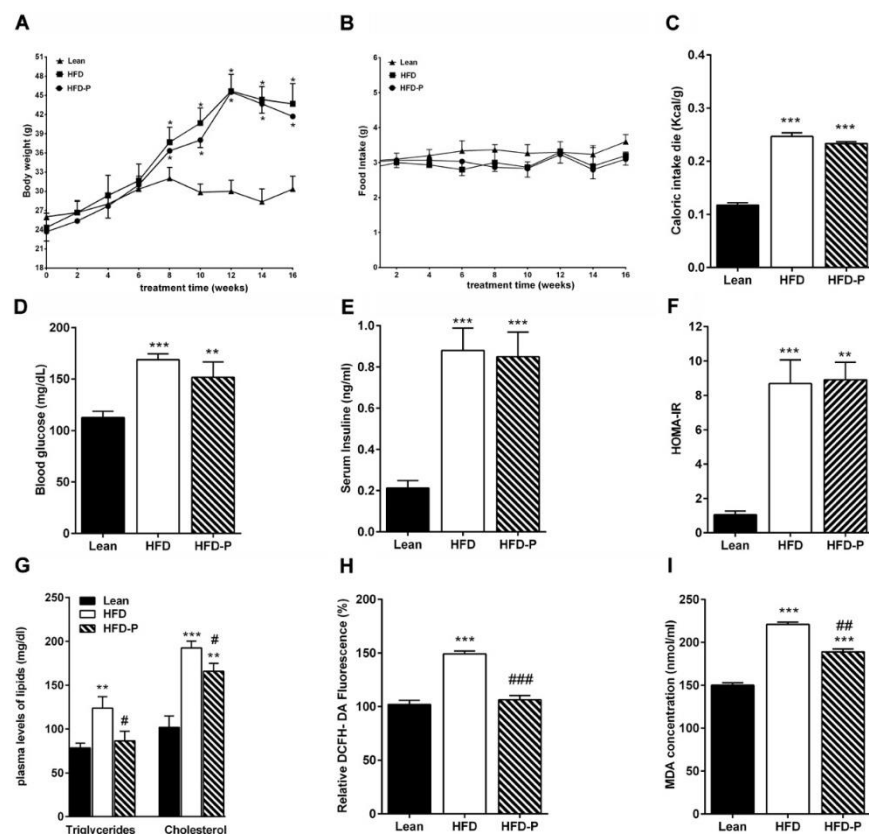 A
Lean
HFD
HFD-P
Body weight (g)
51
48
45
42
39
36
33
30
27
24
21
18
* * * * *
* * * * *
0 2 4 6 8 10 12 14 16
treatment time (weeks)
B
Lean
HFD
HFD-P
Food Intake (g)
6
5
4
3
2
1
0
2 4 6 8 10 12 14 16
treatment time (weeks)
C
Caloric intake die (Kcal/g)
0.4
0.3
0.2
0.1
0.0
*** ***
Lean HFD HFD-P
D
Blood glucose (mg/dL)
200
150
100
50
0
*** **
Lean HFD HFD-P
E
Serum Insuline (ng/ml)
1.0
0.8
0.6
0.4
0.2
0.0
*** ***
Lean HFD HFD-P
F
HOMA-IR
12
10
8
6
4
2
0
*** **
Lean HFD HFD-P
G
Lean
HFD
HFD-P
plasma levels of lipids (mg/dl)
250
200
150
100
50
0
** # *** # **
Triglycerides Cholesterol
H
Relative DCFH- DA Fluorescence (%)
200
150
100
50
0
*** ###
Lean HFD HFD-P
I
MDA concentration (nmol/ml)
250
200
150
100
50
0
*** ## ***
Lean HFD HFD-P